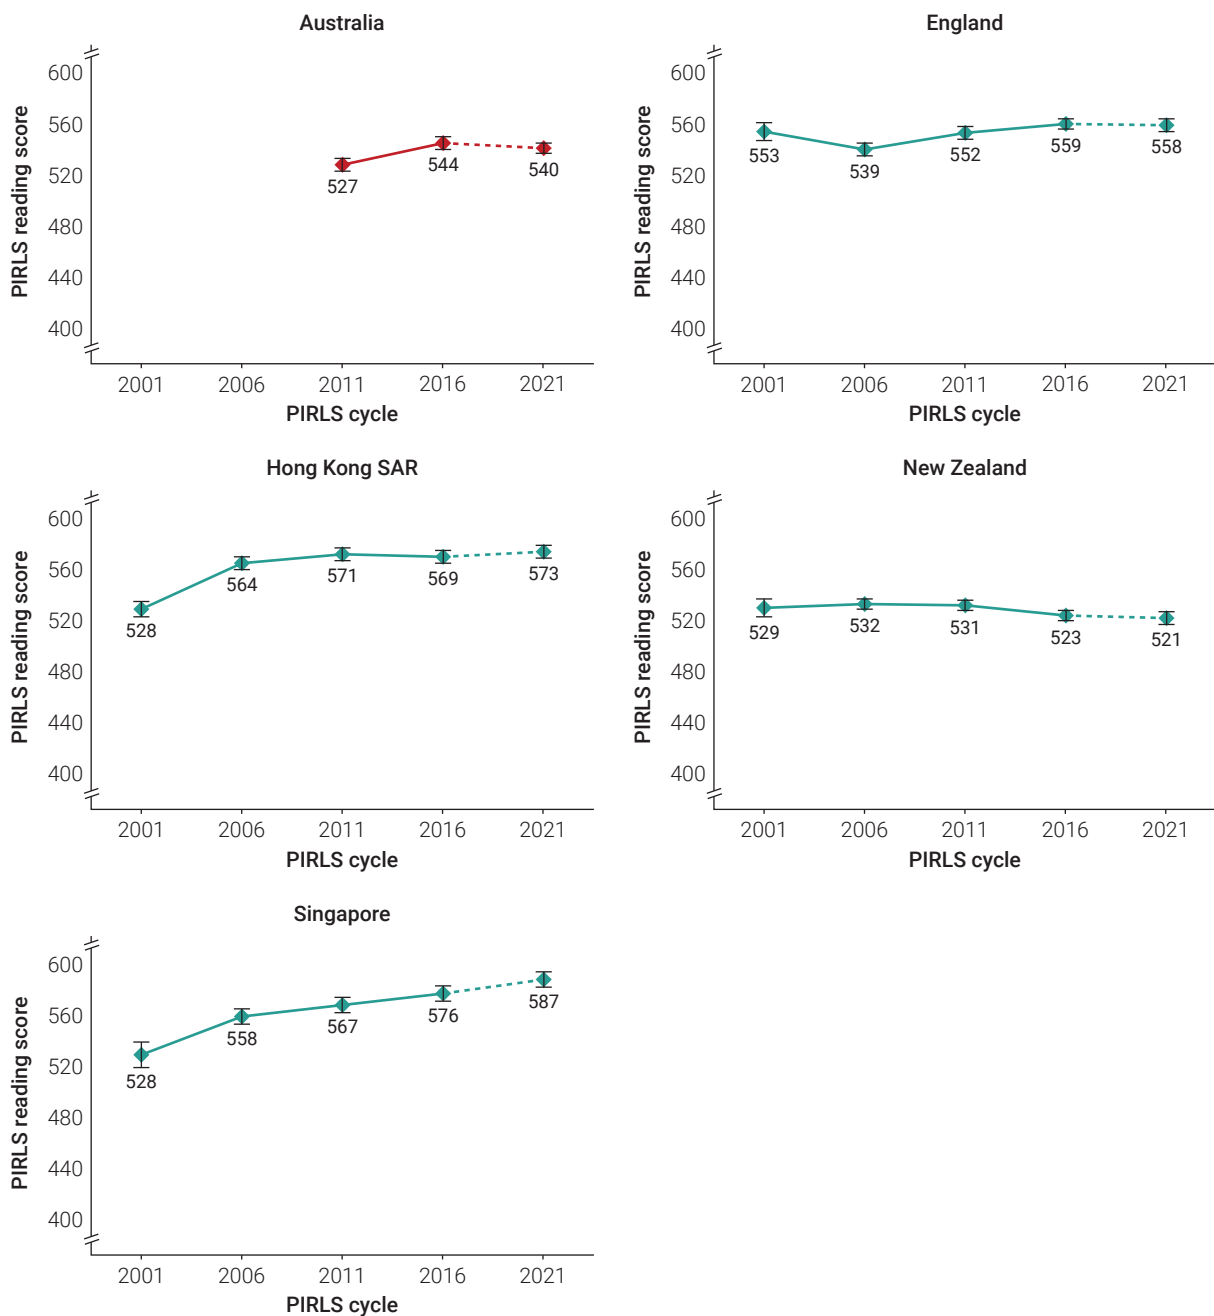 Australia
PIRLS reading score
600
560
520
480
440
400
527
544
540
2001 2006 2011 2016 2021
PIRLS cycle
England
PIRLS reading score
600
560
520
480
440
400
553
539
552
559
558
2001 2006 2011 2016 2021
PIRLS cycle
Hong Kong SAR
PIRLS reading score
600
560
520
480
440
400
528
564
571
569
573
2001 2006 2011 2016 2021
PIRLS cycle
New Zealand
PIRLS reading score
600
560
520
480
440
400
529
532
531
523
521
2001 2006 2011 2016 2021
PIRLS cycle
Singapore
PIRLS reading score
600
560
520
480
440
400
528
558
567
576
587
2001 2006 2011 2016 2021
PIRLS cycle